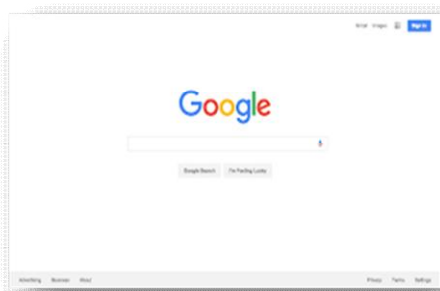 Gmail Images Sign in
Google
Google Search I'm Feeling Lucky
Advertising Business About Privacy Terms Settings